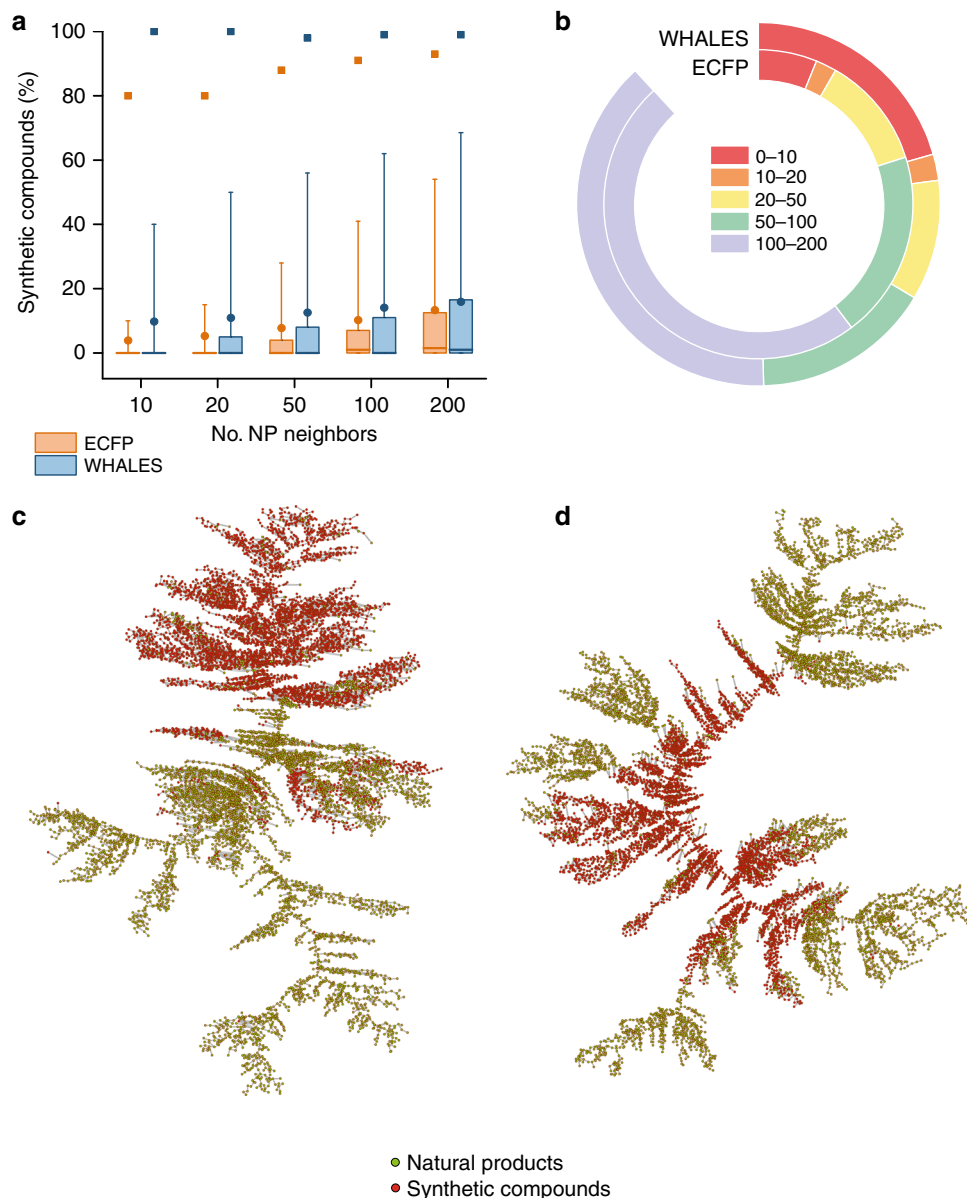 a
100
80
60
40
20
0
Synthetic compounds (%)
10 20 50 100 200
No. NP neighbors
ECFP
WHALES
b
WHALES
ECFP
0–10
10–20
20–50
50–100
100–200
c
d
Natural products
Synthetic compounds